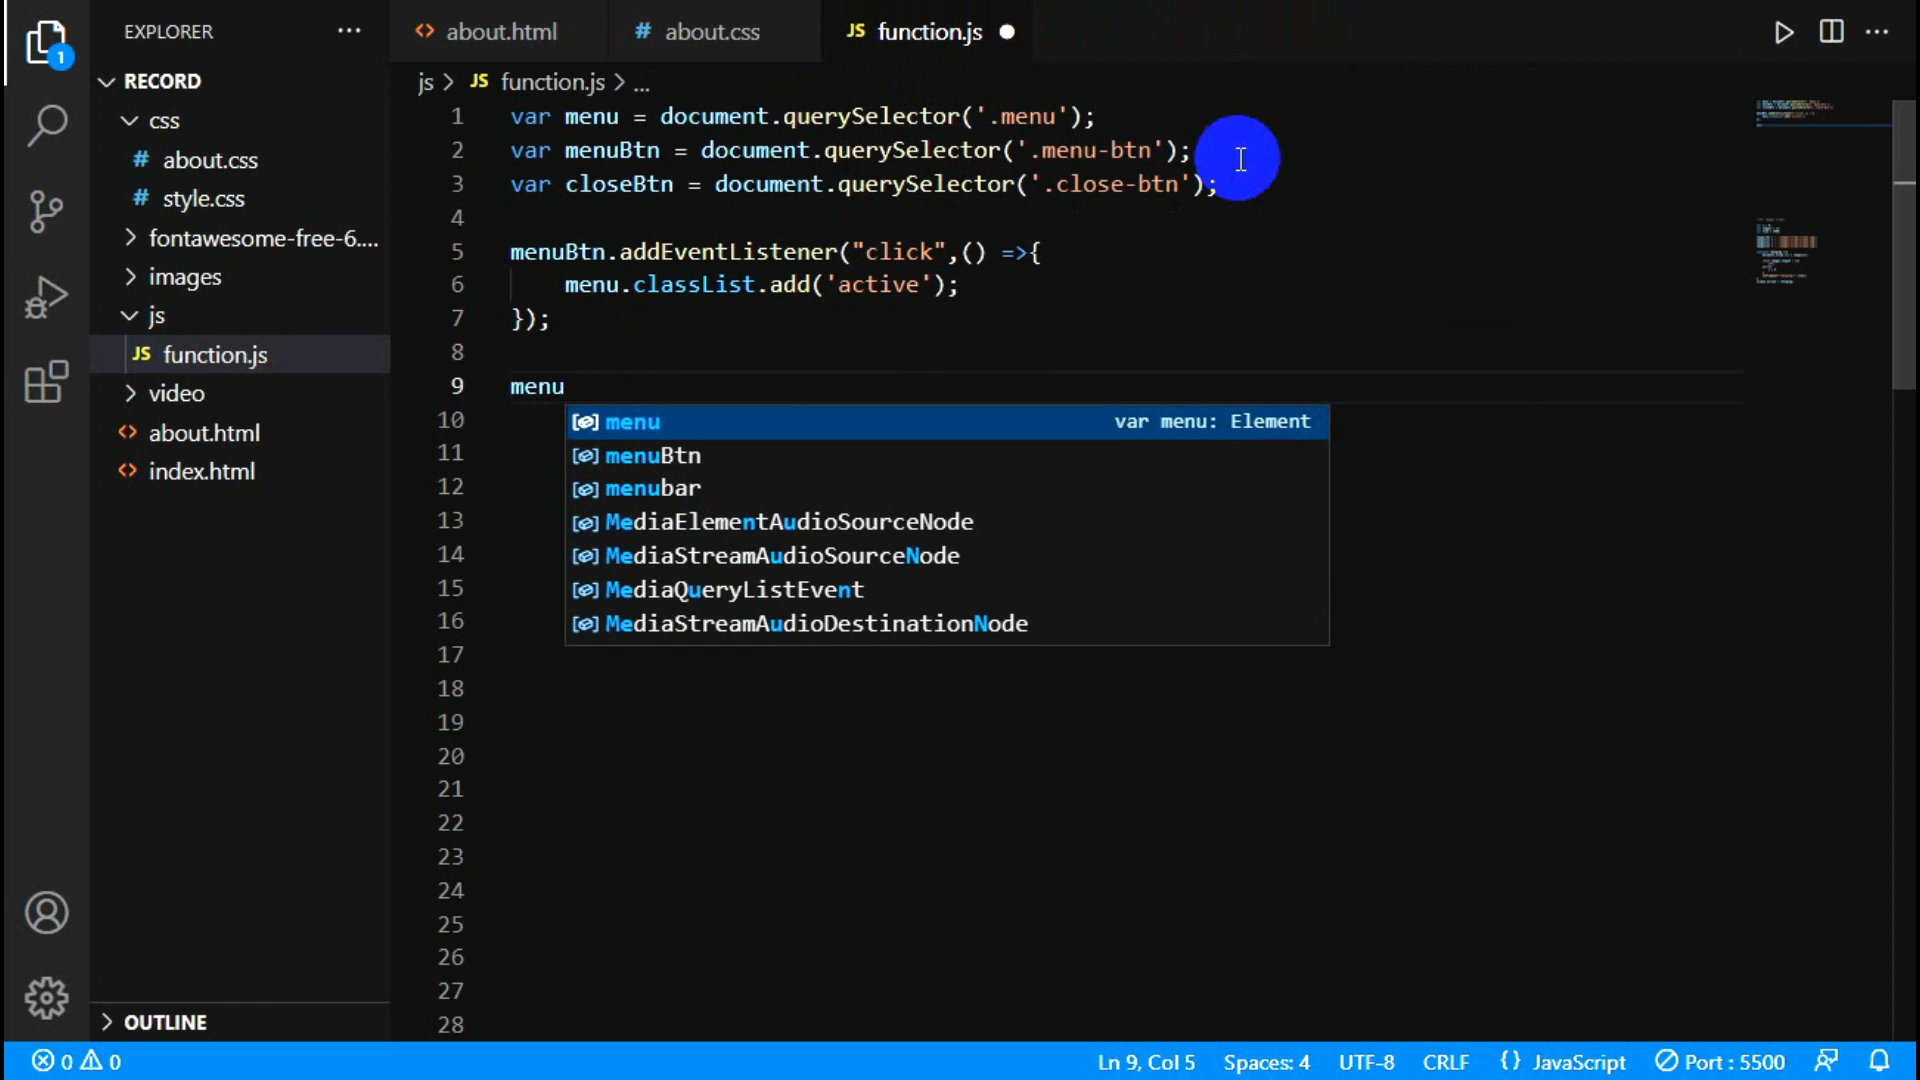 EXPLORER ...
about.html
# about.css
JS function.js
1
RECORD
css
# about.css
# style.css
fontawesome-free-6....
images
js
JS function.js
video
about.html
index.html
OUTLINE
js > JS function.js > ...
1 var menu = document.querySelector('.menu');
2 var menuBtn = document.querySelector('.menu-btn');
3 var closeBtn = document.querySelector('.close-btn');
4
5 menuBtn.addEventListener("click",() =>{
6 menu.classList.add('active');
7 });
8
9 menu
10 menu var menu: Element
11 menuBtn
12 menubar
13 MediaElementAudioSourceNode
14 MediaStreamAudioSourceNode
15 MediaQueryListEvent
16 MediaStreamAudioDestinationNode
17
18
19
20
21
22
23
24
25
26
27
28
0 0
Ln 9, Col 5 Spaces: 4 UTF-8 CRLF {} JavaScript Port : 5500